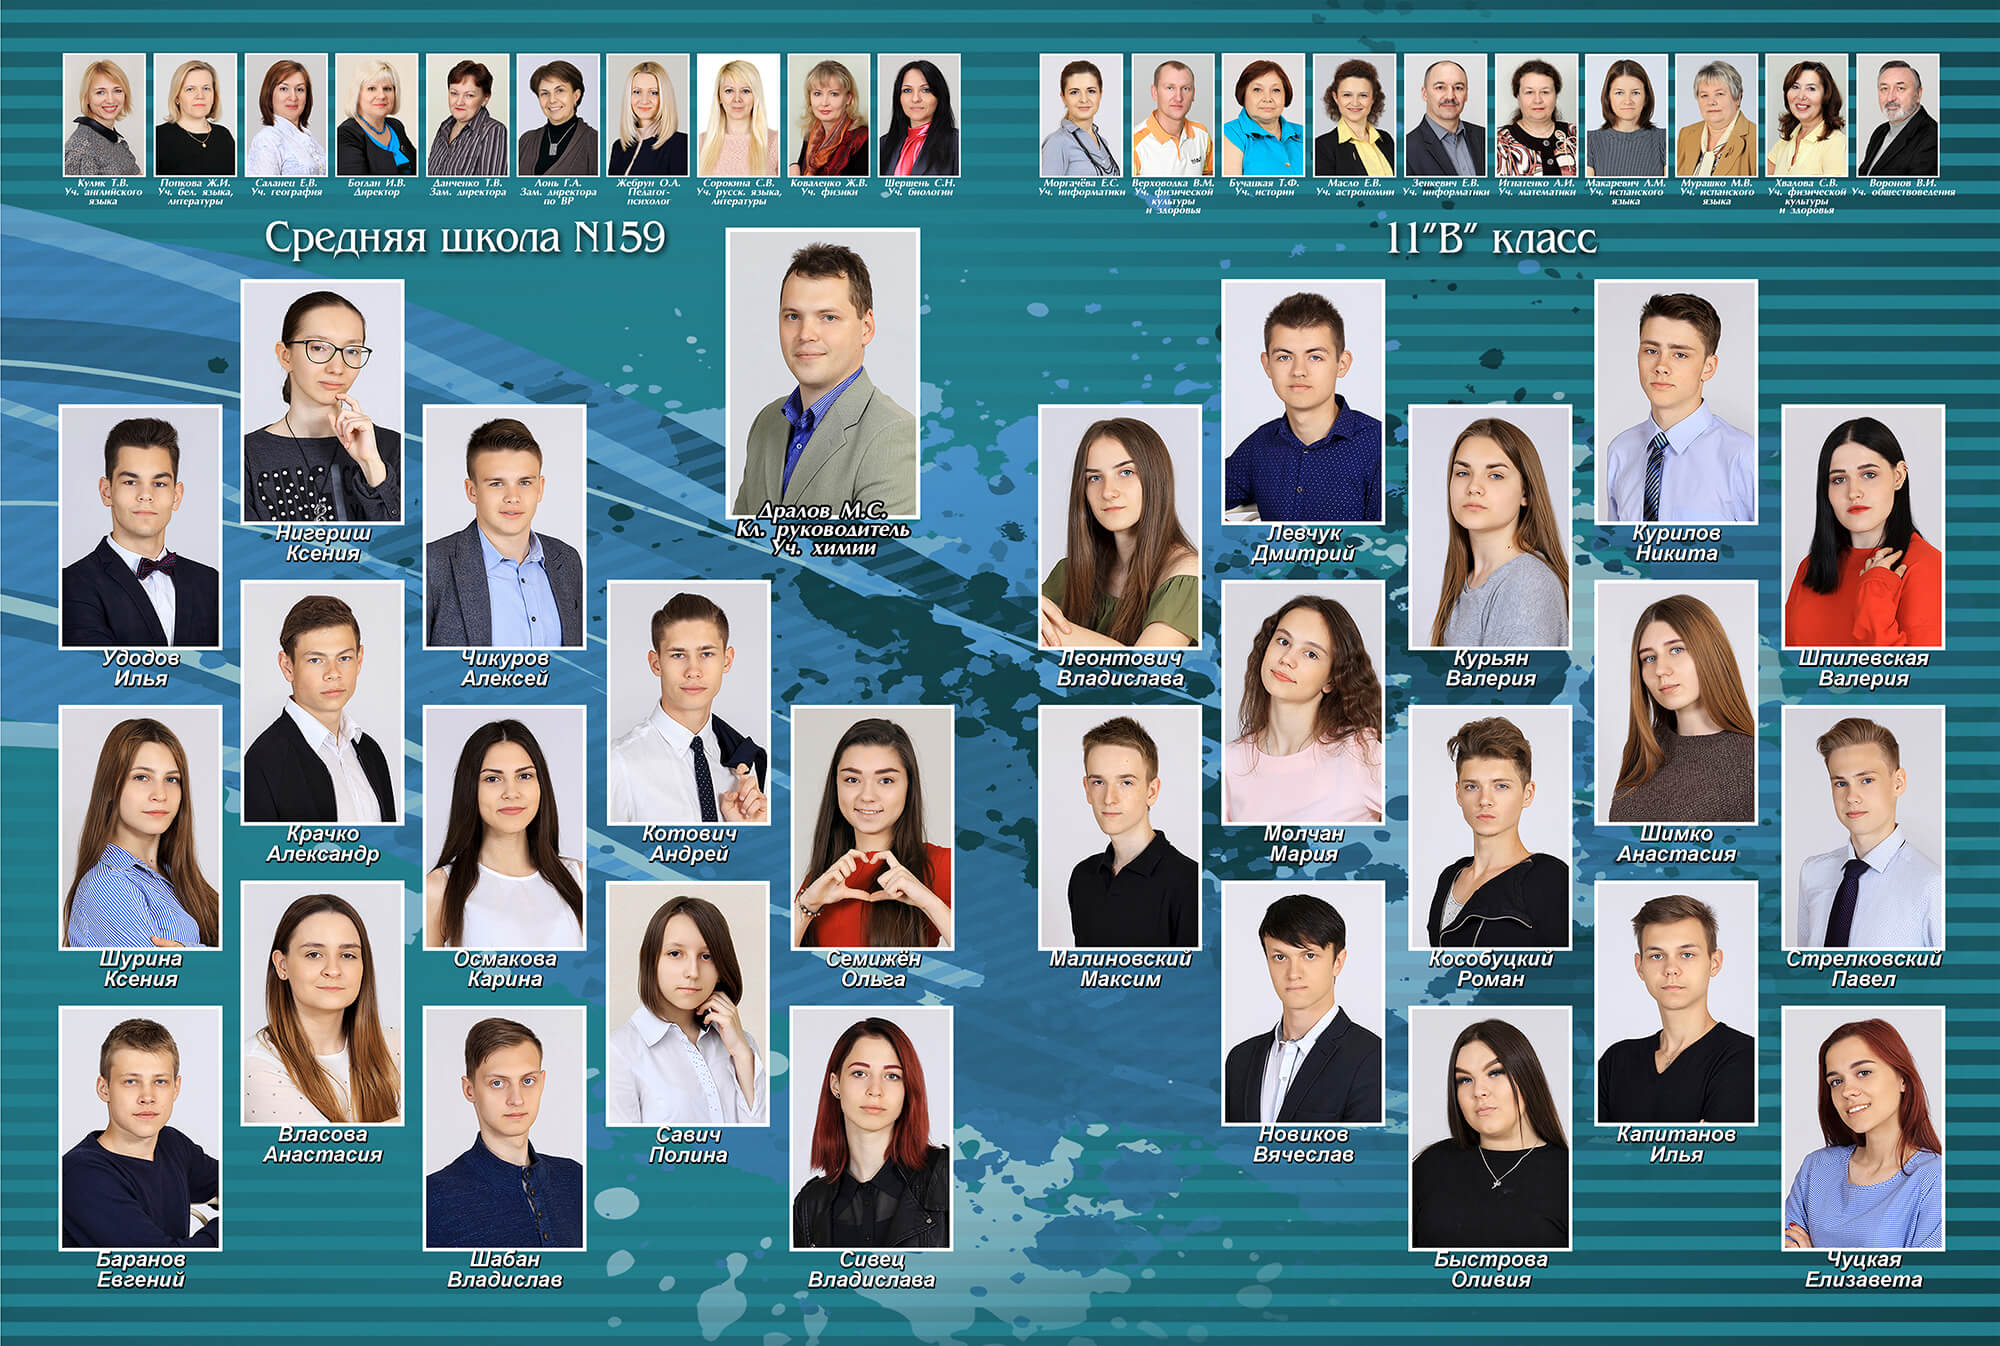 Кулик Т.В.
Уч. английского
языка
Попкова Ж.И.
Уч. бел. языка,
литературы
Саланец Е.В.
Уч. география
Богдан И.В.
Директор
Данченко Т.В.
Зам. директора
Лонь Г.А.
Зам. директора
по ВР
Жебрун О.А.
Педагог-
психолог
Сорокина С.В.
Уч. русск. языка,
литературы
Коваленко Ж.В.
Уч. физики
Шершень С.Н.
Уч. биологии
Моргачёва Е.С.
Уч. информатики
Верховодка В.М.
Уч. физической
культуры
и здоровья
Бучацкая Т.Ф.
Уч. истории
Масло Е.В.
Уч. астрономии
Зенкевич Е.В.
Уч. информатики
Игнатенко А.И.
Уч. математики
Макаревич Л.М.
Уч. испанского
языка
Мурашко М.В.
Уч. испанского
языка
Хвалова С.В.
Уч. физической
культуры
и здоровья
Воронов В.И.
Уч. обществоведения
Средняя школа N159
11"В" класс
Дралов М.С.
Кл. руководитель
Уч. химии
Нигериш
Ксения
Левчук
Дмитрий
Курилов
Никита
Удодов
Илья
Чикуров
Алексей
Леонтович
Владислава
Курьян
Валерия
Шпилевская
Валерия
Крачко
Александр
Котович
Андрей
Молчан
Мария
Шимко
Анастасия
Шурина
Ксения
Осмакова
Карина
Семижён
Ольга
Малиновский
Максим
Кособуцкий
Роман
Стрелковский
Павел
Власова
Анастасия
Савич
Полина
Новиков
Вячеслав
Капитанов
Илья
Баранов
Евгений
Шабан
Владислав
Сивец
Владислава
Быстрова
Оливия
Чуцкая
Елизавета